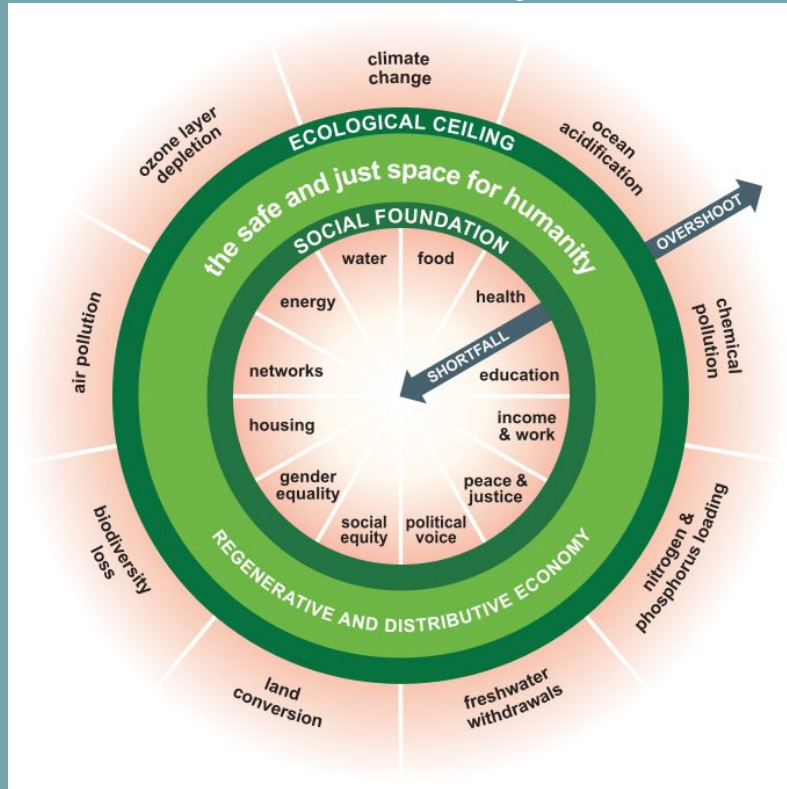 climate
change
ocean
acidification
chemical
pollution
nitrogen &
phosphorus loading
freshwater
withdrawals
land
conversion
biodiversity
loss
air pollution
ozone layer
depletion
ECOLOGICAL CEILING
the safe and just space for humanity
SOCIAL FOUNDATION
OVERSHOOT
SHORTFALL
water
food
health
education
income
& work
peace &
justice
political
voice
social
equity
gender
equality
housing
networks
energy
REGENERATIVE AND DISTRIBUTIVE ECONOMY